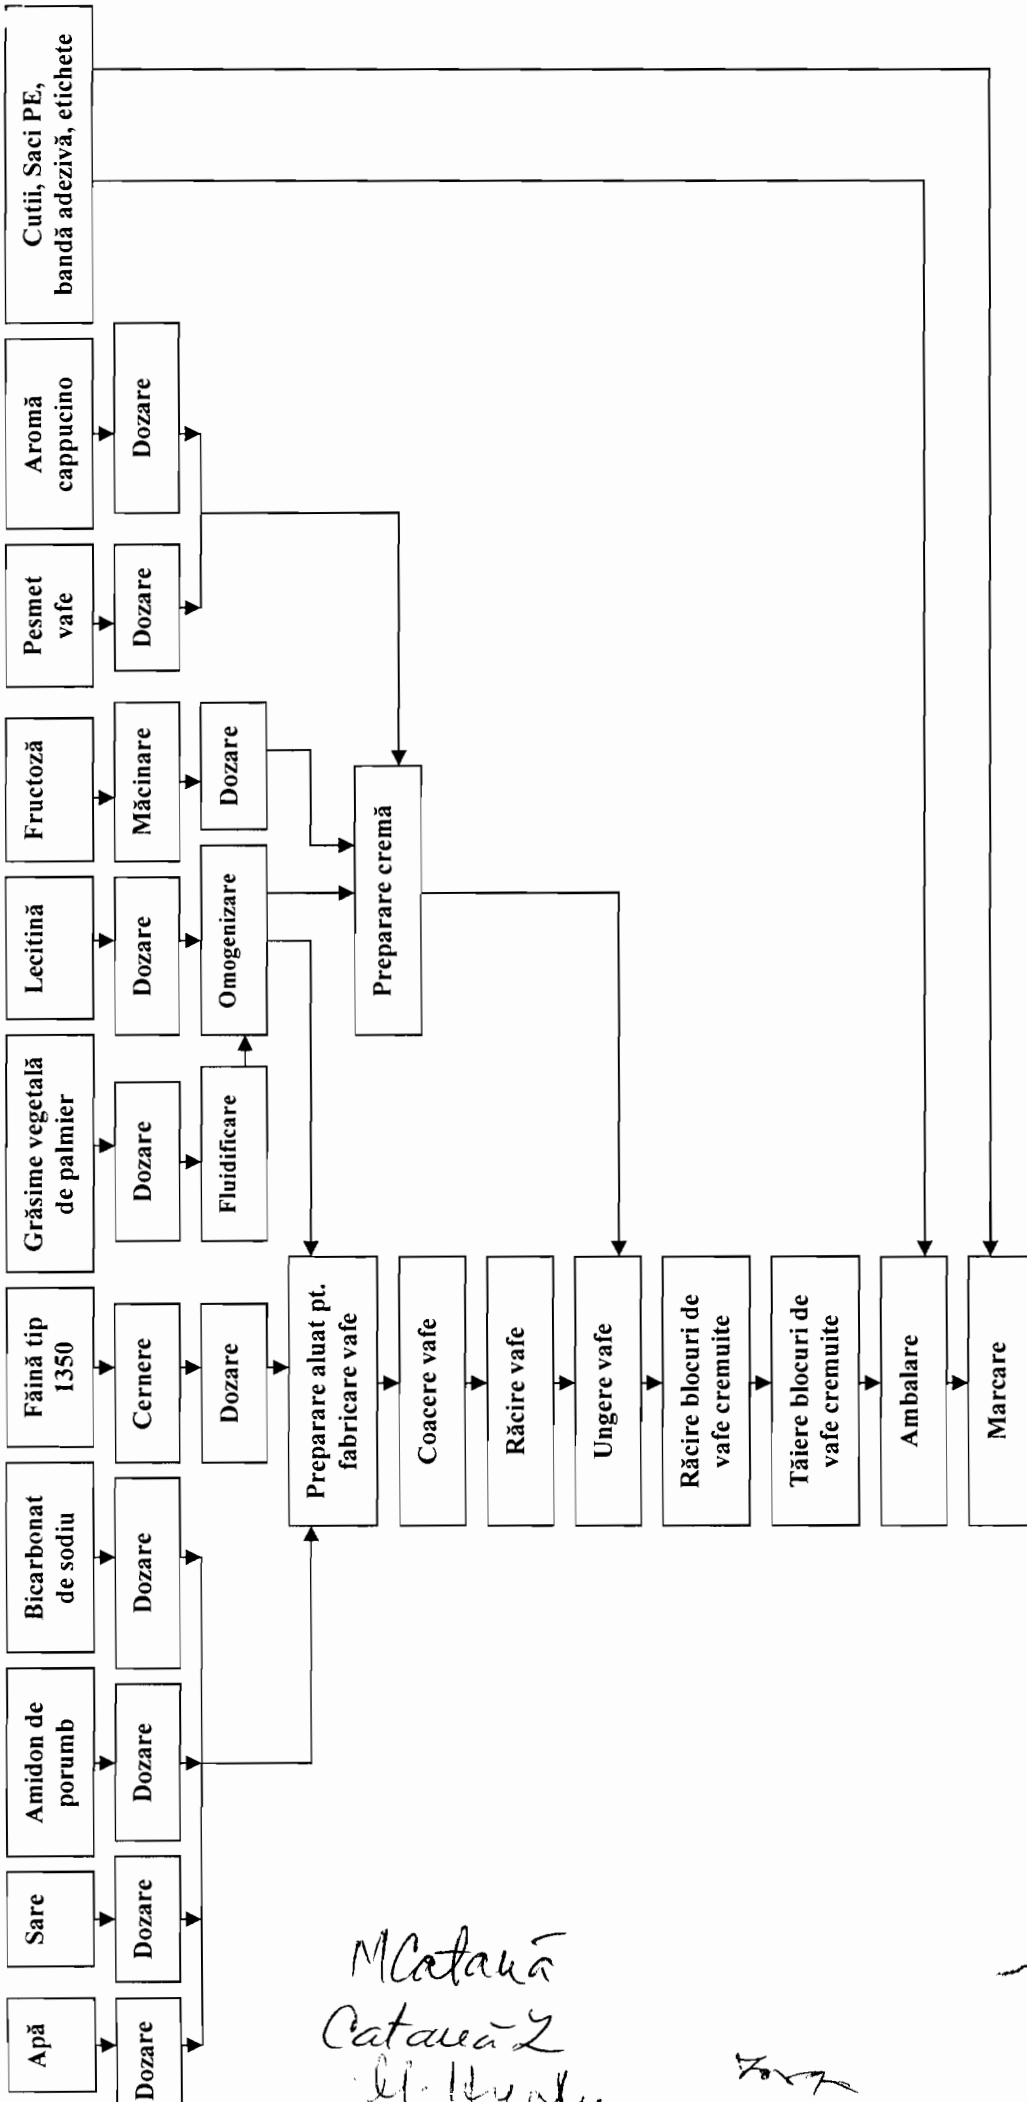 Apă
Sare
Amidon de
porumb
Bicarbonat
de sodiu
Făină tip
1350
Grăsime vegetală
de palmier
Lecitină
Fructoză
Pesmet
vafe
Aromă
cappucino
Cutii, Saci PE,
bandă adezivă, etichete
Dozare
Dozare
Dozare
Dozare
Cernere
Dozare
Dozare
Măcinare
Dozare
Dozare
Dozare
Fluidificare
Omogenizare
Dozare
Preparare aluat pt.
fabricare vafe
Preparare cremă
Coacere vafe
Răcire vafe
Ungere vafe
Răcire blocuri de
vafe cremuite
Tăiere blocuri de
vafe cremuite
Ambalare
Marcare
MCatană
Catană L